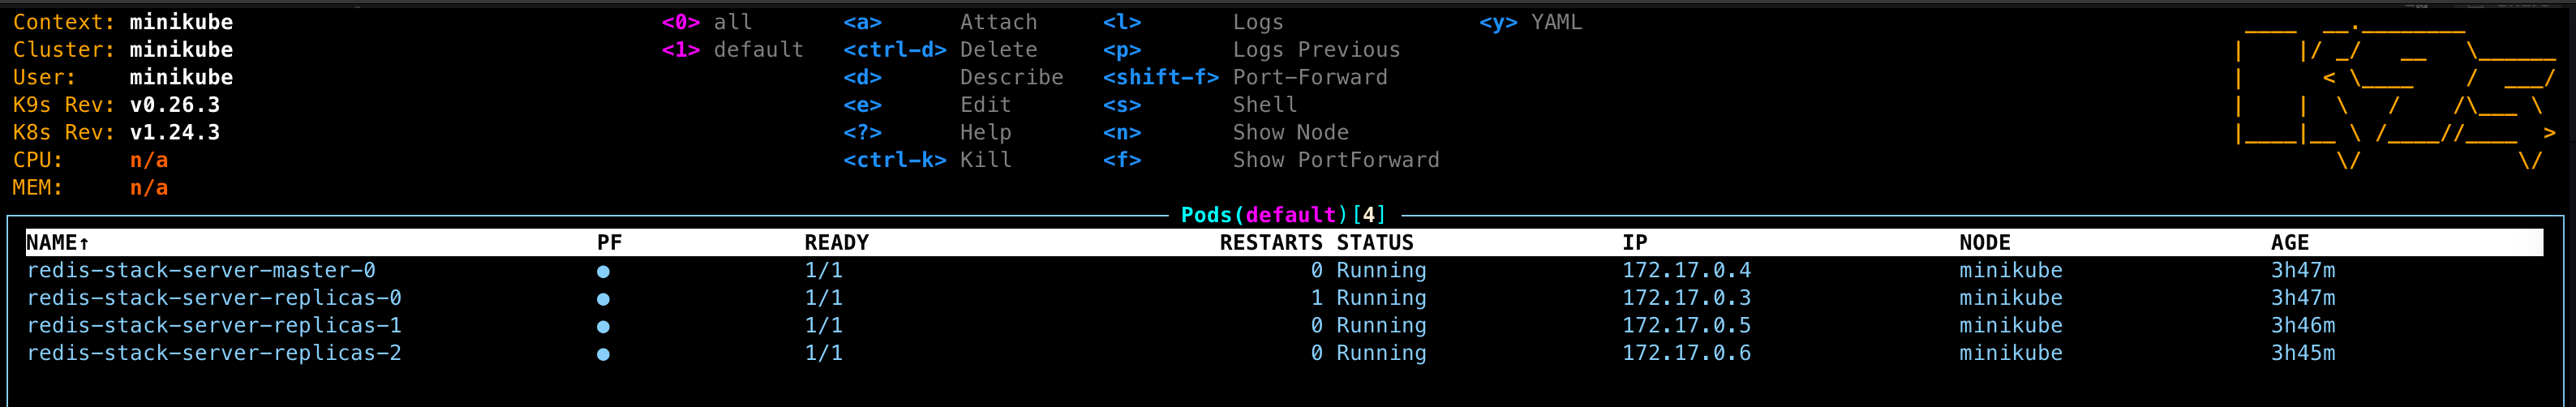 Context: minikube <0> all <a> Attach <l> Logs <y> YAML
Cluster: minikube <1> default <ctrl-d> Delete <p> Logs Previous
User: minikube <d> Describe <shift-f> Port-Forward
K9s Rev: v0.26.3 <e> Edit <s> Shell
K8s Rev: v1.24.3 <?> Help <n> Show Node
CPU: n/a <ctrl-k> Kill <f> Show PortForward
MEM: n/a
Pods(default)[4]
NAME↑ PF READY RESTARTS STATUS IP NODE AGE
redis-stack-server-master-0 ● 1/1 0 Running 172.17.0.4 minikube 3h47m
redis-stack-server-replicas-0 ● 1/1 1 Running 172.17.0.3 minikube 3h47m
redis-stack-server-replicas-1 ● 1/1 0 Running 172.17.0.5 minikube 3h46m
redis-stack-server-replicas-2 ● 1/1 0 Running 172.17.0.6 minikube 3h45m